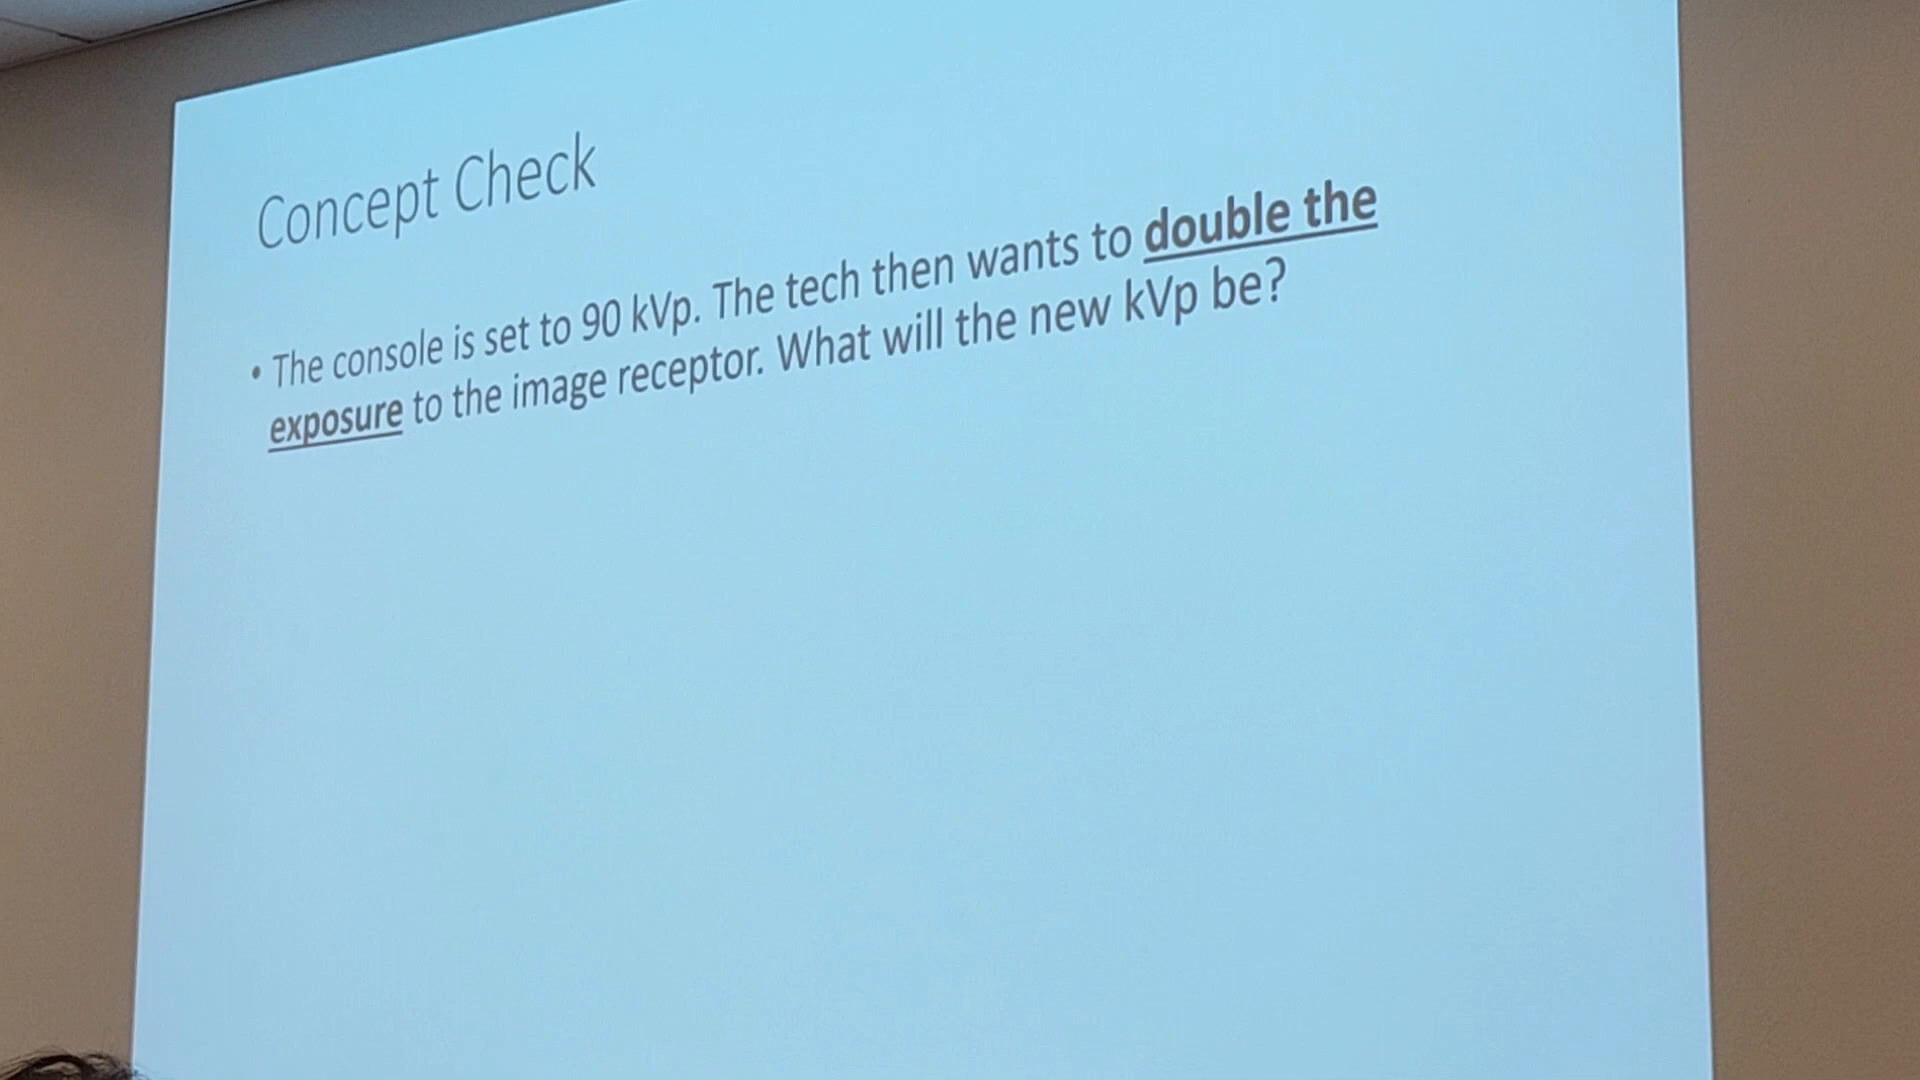 Concept Check
• The console is set to 90 kVp. The tech then wants to double the
exposure to the image receptor. What will the new kVp be?